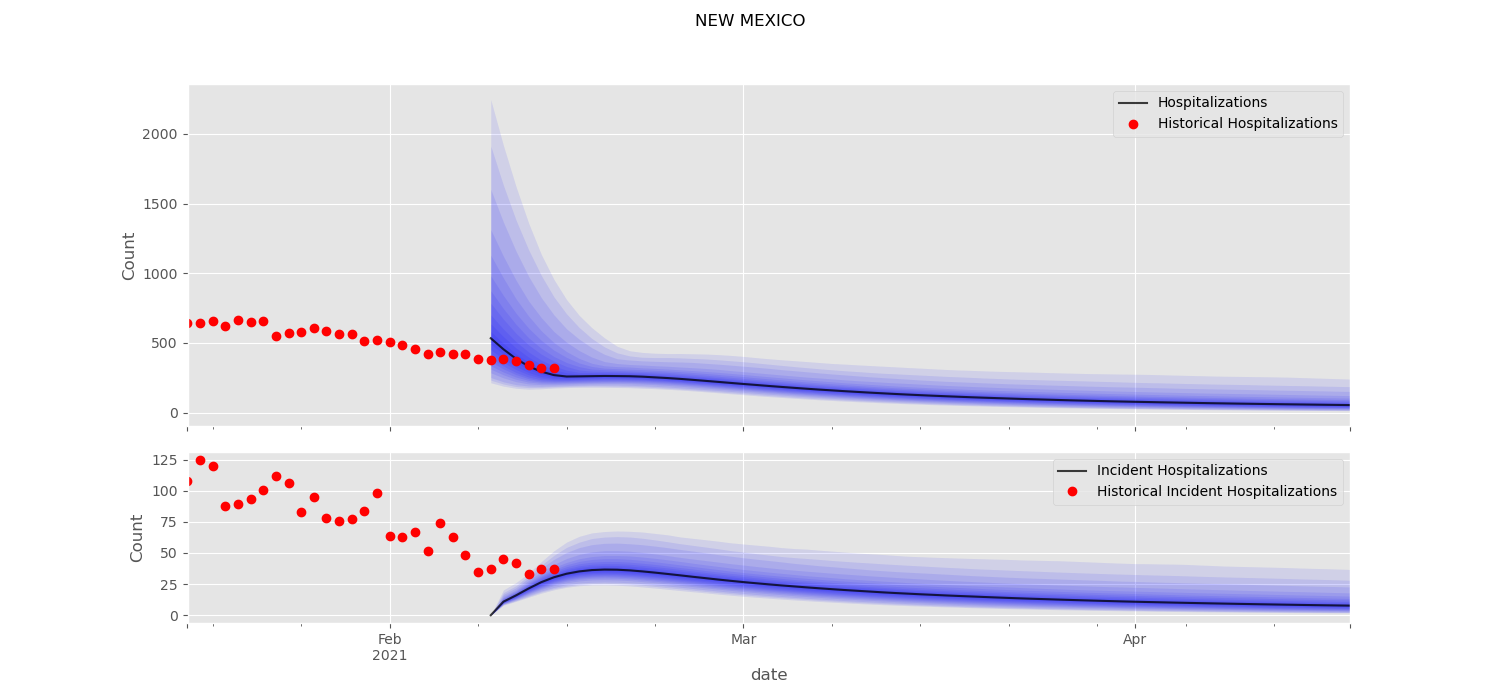 NEW MEXICO
Hospitalizations
Historical Hospitalizations
2000
1500
1000
500
0
Count
Incident Hospitalizations
Historical Incident Hospitalizations
125
100
75
50
25
0
Count
Feb
2021
Mar
Apr
date